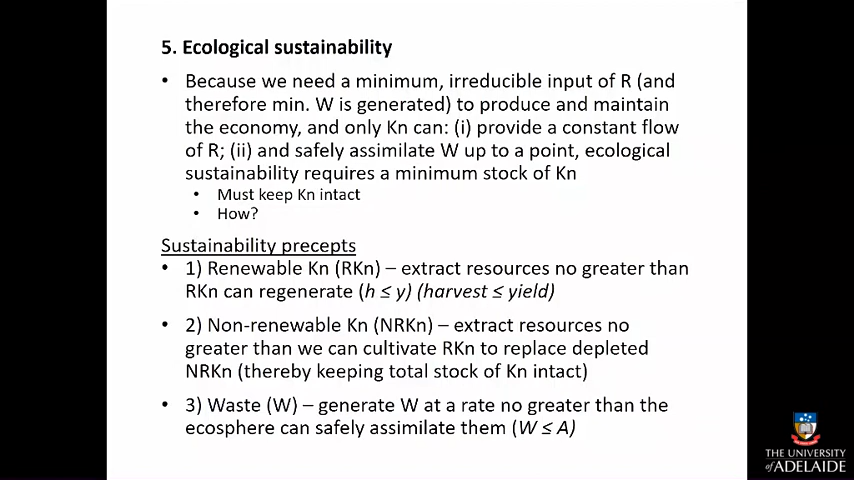 5. Ecological sustainability
• Because we need a minimum, irreducible input of R (and
therefore min. W is generated) to produce and maintain
the economy, and only Kn can: (i) provide a constant flow
of R; (ii) and safely assimilate W up to a point, ecological
sustainability requires a minimum stock of Kn
• Must keep Kn intact
• How?
Sustainability precepts
• 1) Renewable Kn (RKn) – extract resources no greater than
RKn can regenerate (h ≤ y) (harvest ≤ yield)
• 2) Non-renewable Kn (NRKn) – extract resources no
greater than we can cultivate RKn to replace depleted
NRKn (thereby keeping total stock of Kn intact)
• 3) Waste (W) – generate W at a rate no greater than the
ecosphere can safely assimilate them (W ≤ A)
THE UNIVERSITY
of ADELAIDE